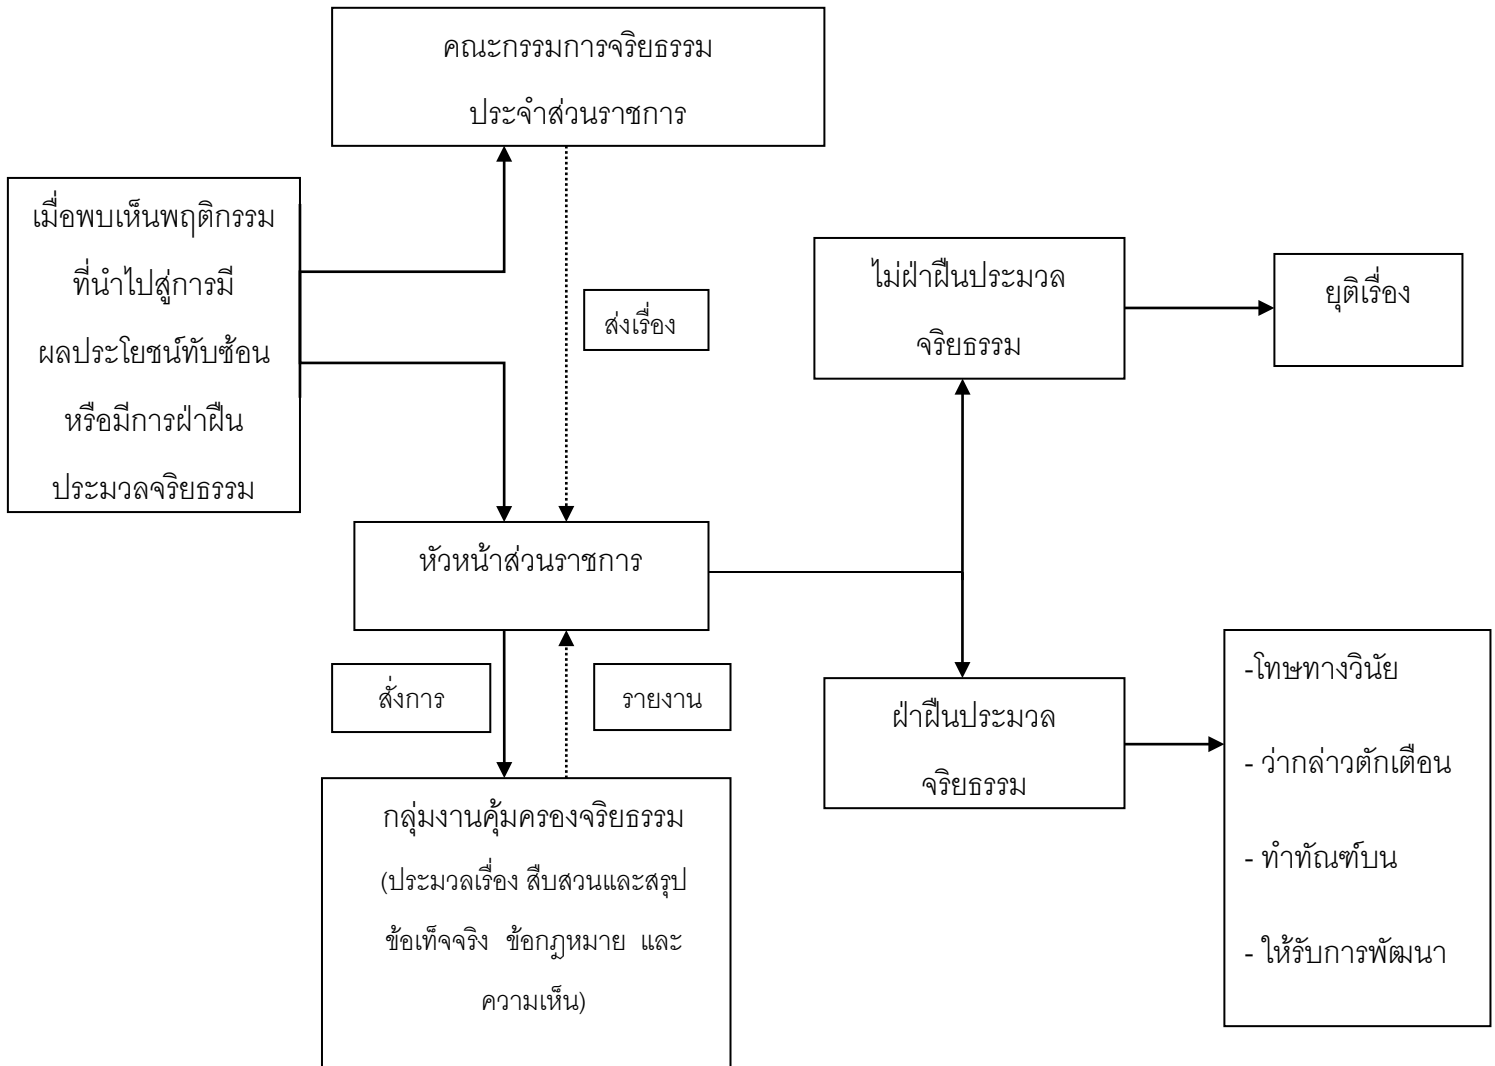 คณะกรรมการจริยธรรม
ประจำส่วนราชการ
เมื่อพบเห็นพฤติกรรม
ที่นำไปสู่การมี
ผลประโยชน์ทับซ้อน
หรือมีการฝ่าฝืน
ประมวลจริยธรรม
ส่งเรื่อง
ไม่ฝ่าฝืนประมวล
จริยธรรม
ยุติเรื่อง
หัวหน้าส่วนราชการ
สั่งการ
รายงาน
ฝ่าฝืนประมวล
จริยธรรม
-โทษทางวินัย
- ว่ากล่าวตักเตือน
- ทำทัณฑ์บน
- ให้รับการพัฒนา
กลุ่มงานคุ้มครองจริยธรรม
(ประมวลเรื่อง สืบสวนและสรุป
ข้อเท็จจริง ข้อกฎหมาย และ
ความเห็น)